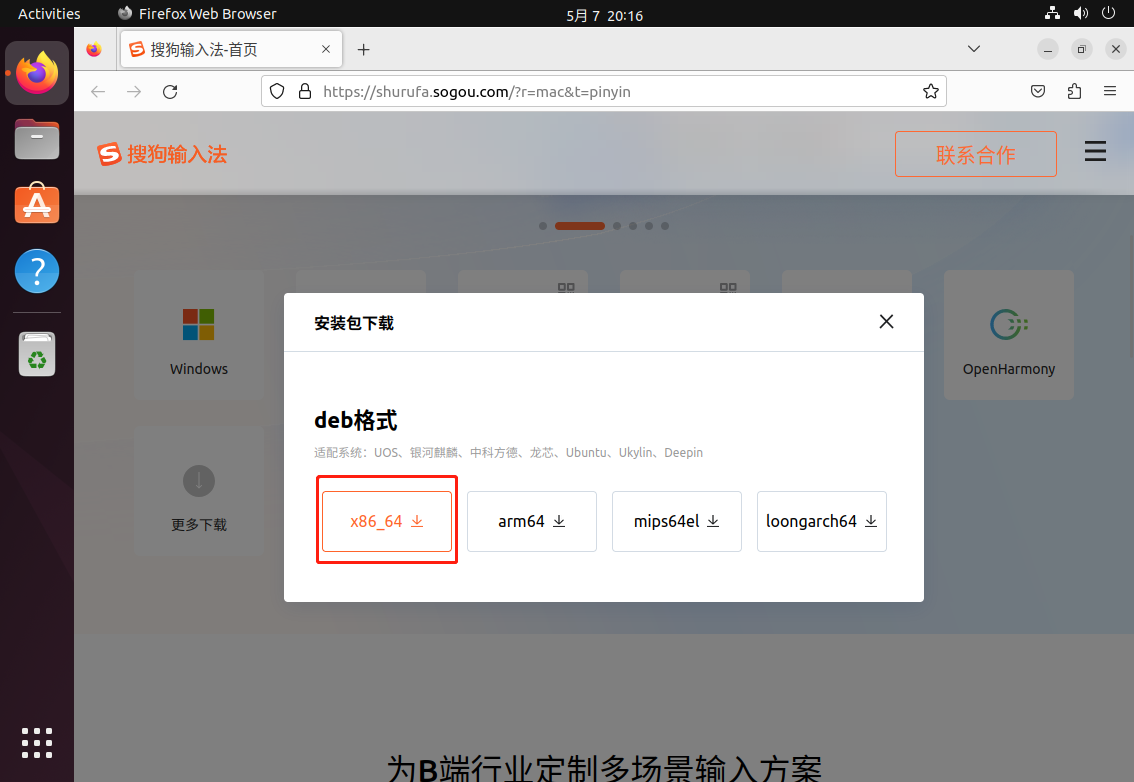 Activities
Firefox Web Browser
5月 7 20:16
搜狗输入法-首页
https://shurufa.sogou.com/?r=mac&t=pinyin
搜狗输入法
联系合作
安装包下载
Windows
OpenHarmony
deb格式
适配系统：UOS、银河麒麟、中科方德、龙芯、Ubuntu、Ukylin、Deepin
x86_64
arm64
mips64el
loongarch64
更多下载
为B端行业定制多场景输入方案